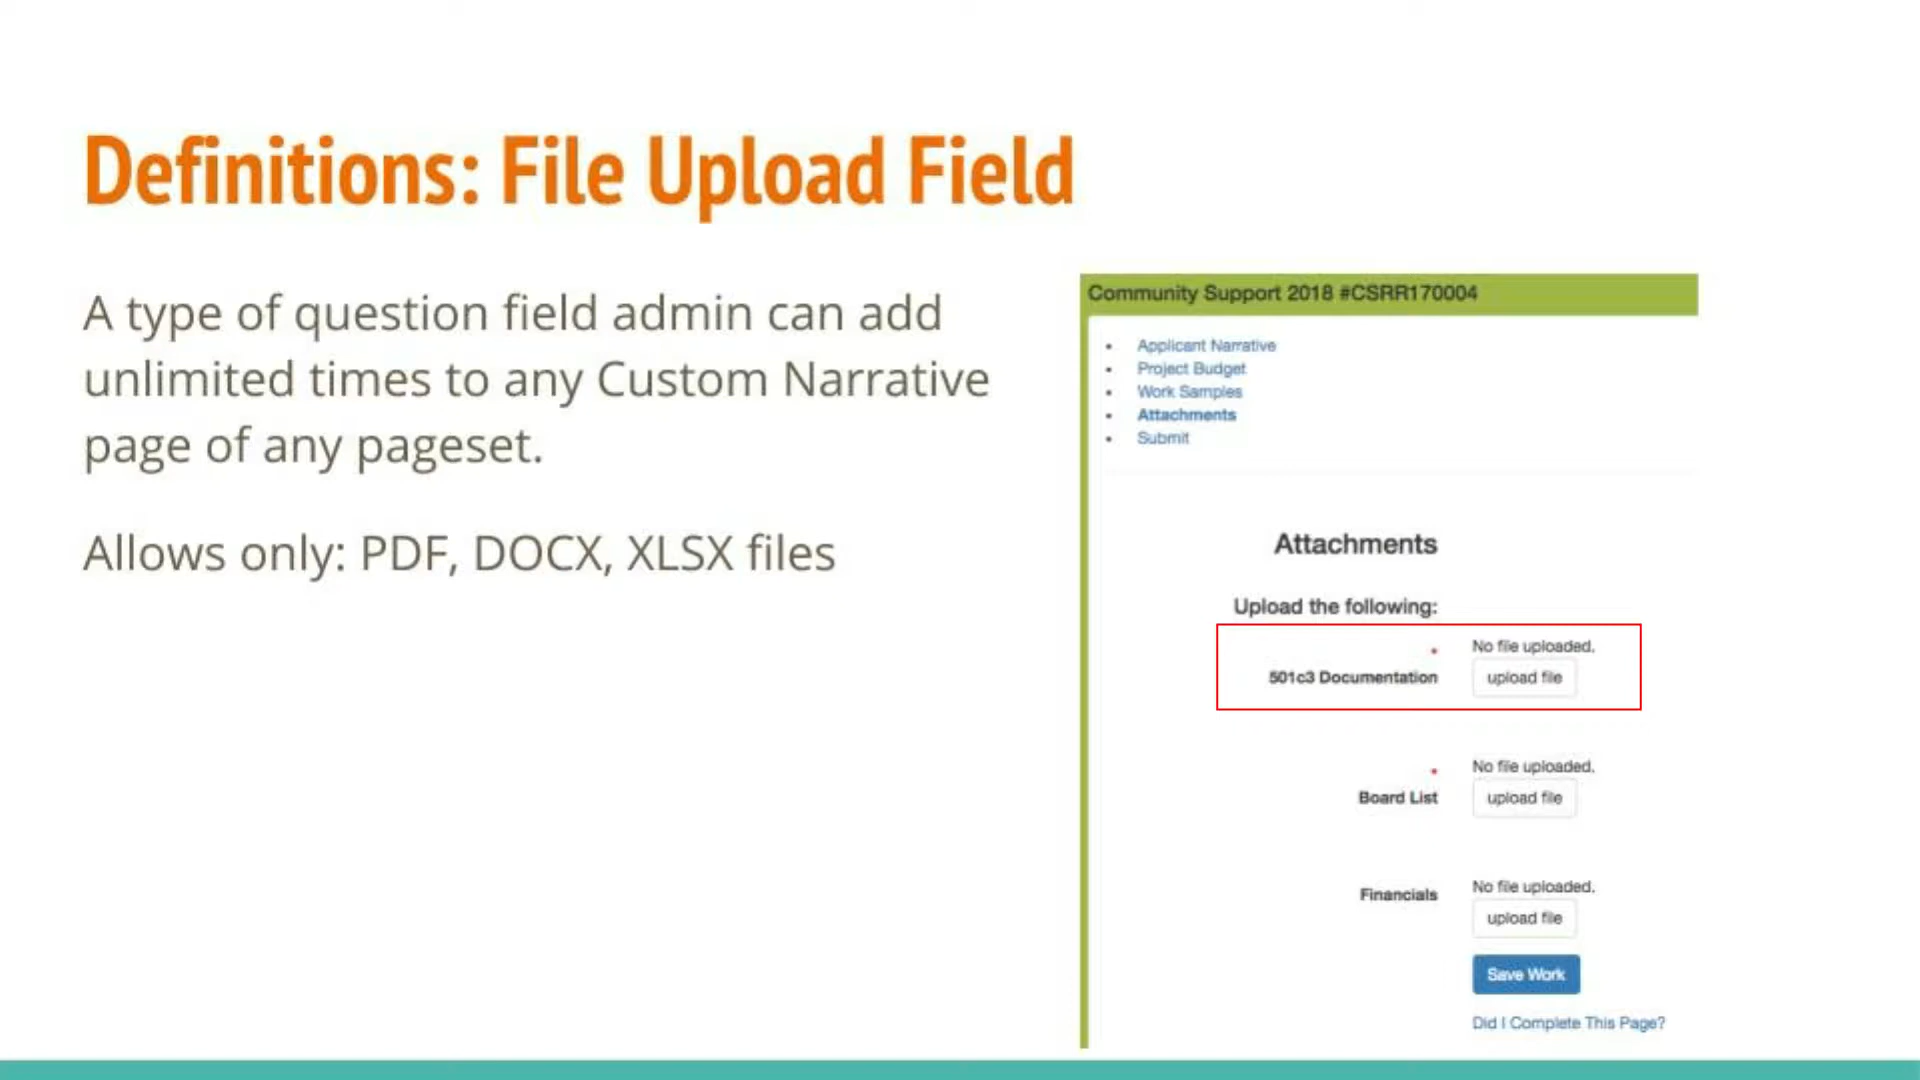 Definitions: File Upload Field
A type of question field admin can add
unlimited times to any Custom Narrative
page of any pageset.
Allows only: PDF, DOCX, XLSX files
Community Support 2018 #CSRR170004
• Applicant Narrative
• Project Budget
• Work Samples
• Attachments
• Submit
Attachments
Upload the following:
* No file uploaded.
501c3 Documentation upload file
* No file uploaded.
Board List upload file
No file uploaded.
Financials
upload file
Save Work
Did I Complete This Page?